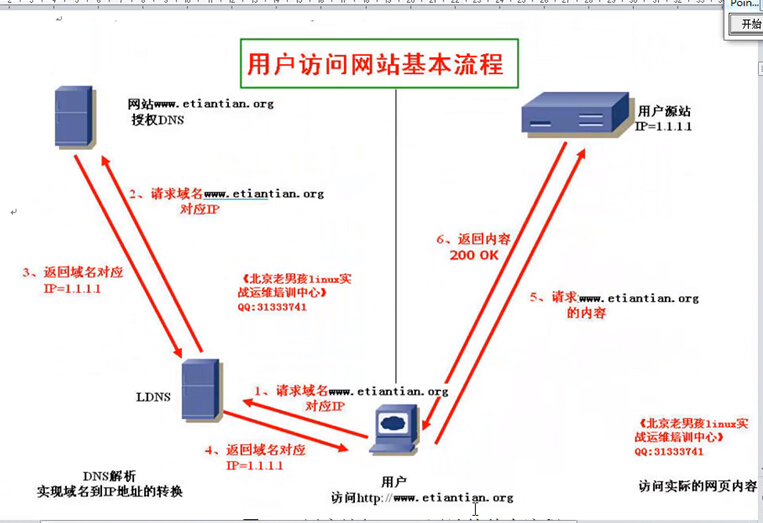 Poin...
开始
用户访问网站基本流程
网站www.etiantian.org
授权DNS
用户源站
IP=1.1.1.1
2、请求域名www.etiantian.org
对应IP
6、返回内容
200 OK
3、返回域名对应
IP=1.1.1.1
《北京老男孩linux实
战运维培训中心》
QQ:31333741
5、请求www.etiantian.org
的内容
LDNS
1、请求域名www.etiantian.org
对应IP
4、返回域名对应
IP=1.1.1.1
《北京老男孩linux实
战运维培训中心》
QQ:31333741
DNS解析
实现域名到IP地址的转换
用户
访问http://www.etiantian.org
访问实际的网页内容